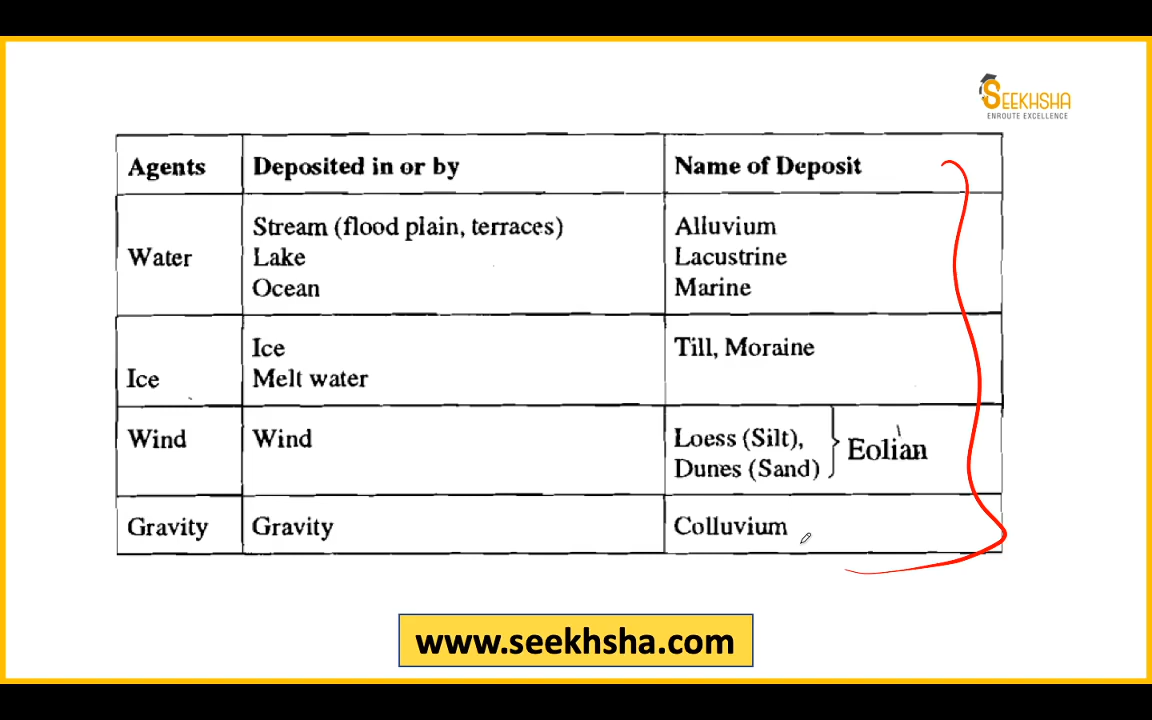 SEEKHSHA
ENROUTE EXCELLENCE
Agents Deposited in or by Name of Deposit
Stream (flood plain, terraces) Alluvium
Water Lake Lacustrine
Ocean Marine
Ice Till, Moraine
Ice Melt water
Wind Wind Loess (Silt),
Eolian
Dunes (Sand)
Gravity Gravity Colluvium
www.seekhsha.com